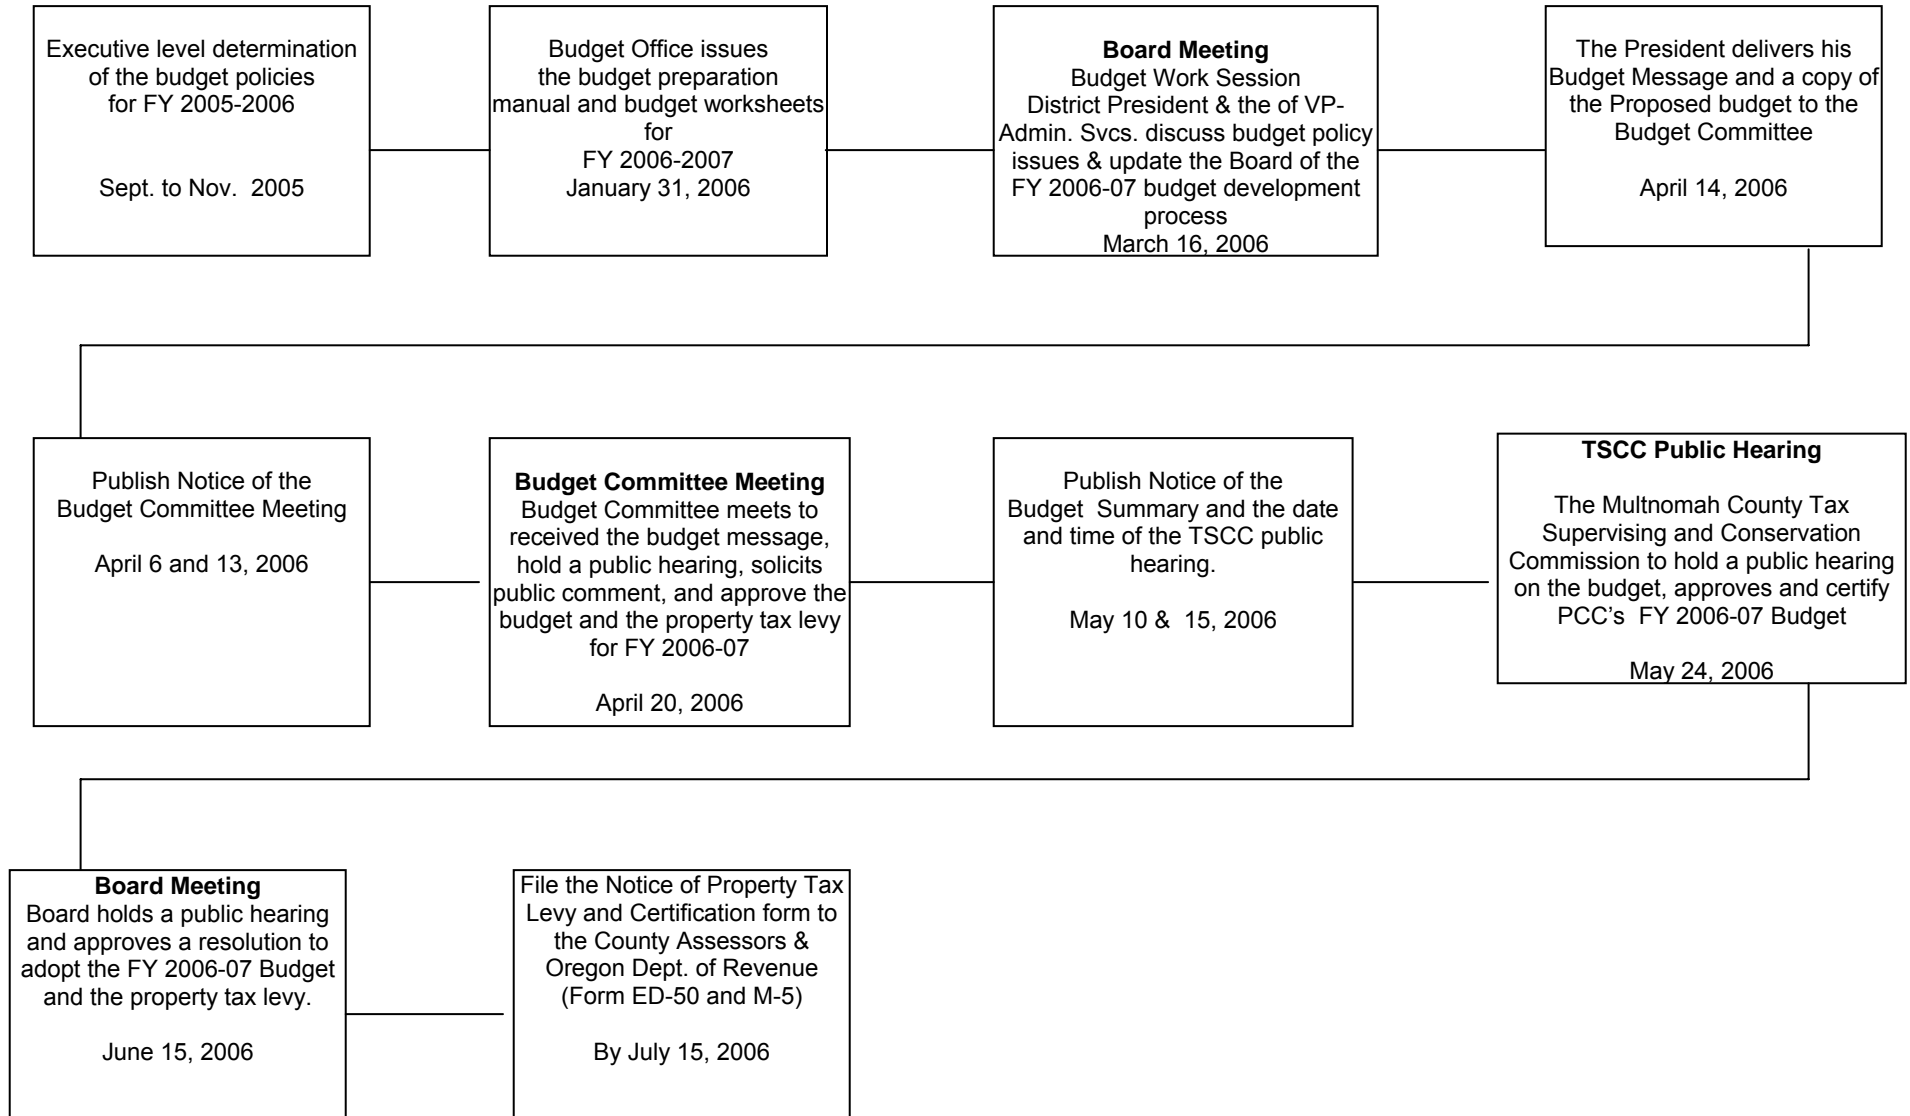 Executive level determination
of the budget policies
for FY 2005-2006
Sept. to Nov. 2005
Budget Office issues
the budget preparation
manual and budget worksheets
for
FY 2006-2007
January 31, 2006
Board Meeting
Budget Work Session
District President & the of VP-
Admin. Svcs. discuss budget policy
issues & update the Board of the
FY 2006-07 budget development
process
March 16, 2006
The President delivers his
Budget Message and a copy of
the Proposed budget to the
Budget Committee
April 14, 2006
Publish Notice of the
Budget Committee Meeting
April 6 and 13, 2006
Budget Committee Meeting
Budget Committee meets to
received the budget message,
hold a public hearing, solicits
public comment, and approve the
budget and the property tax levy
for FY 2006-07
April 20, 2006
Publish Notice of the
Budget Summary and the date
and time of the TSCC public
hearing.
May 10 & 15, 2006
TSCC Public Hearing
The Multnomah County Tax
Supervising and Conservation
Commission to hold a public hearing
on the budget, approves and certify
PCC's FY 2006-07 Budget
May 24, 2006
Board Meeting
Board holds a public hearing
and approves a resolution to
adopt the FY 2006-07 Budget
and the property tax levy.
June 15, 2006
File the Notice of Property Tax
Levy and Certification form to
the County Assessors &
Oregon Dept. of Revenue
(Form ED-50 and M-5)
By July 15, 2006